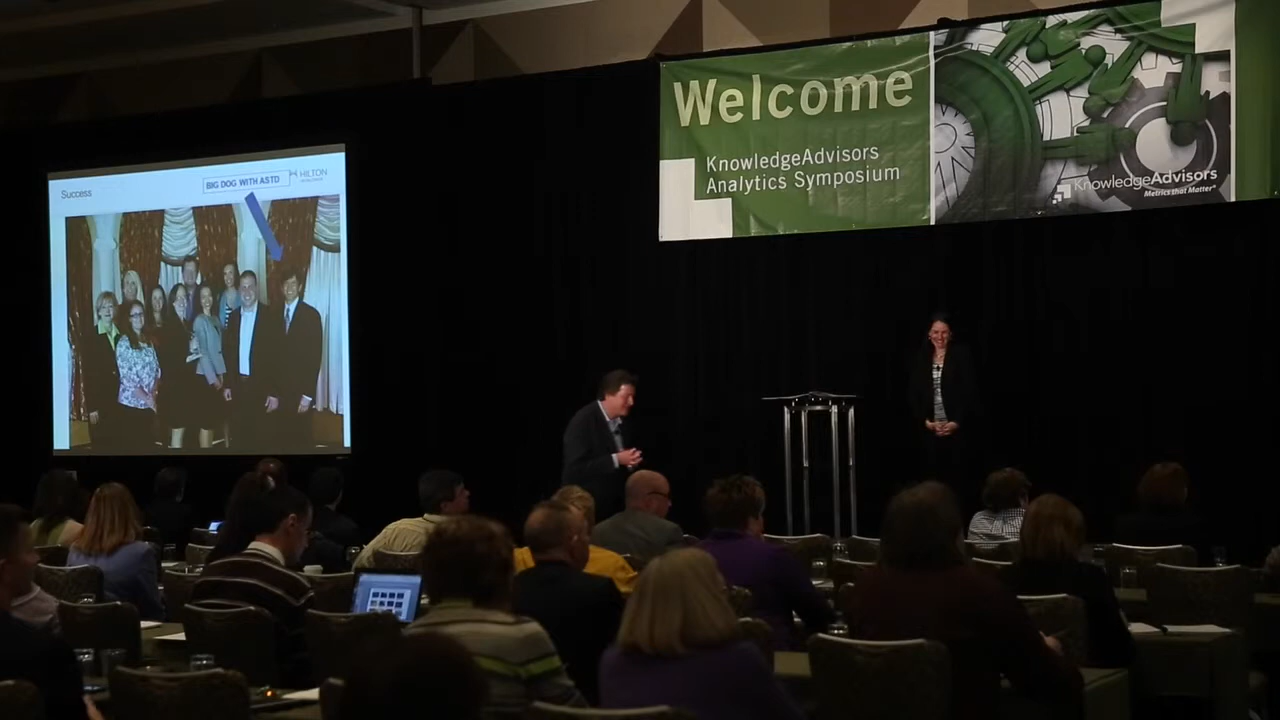 Success
BIG DOG WITH ASTD
HILTON
Welcome
KnowledgeAdvisors
Analytics Symposium
KnowledgeAdvisors
Metrics that Matter®